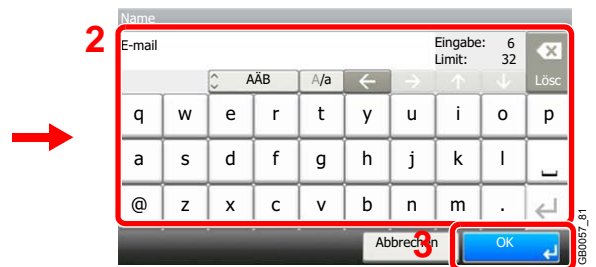 Name
2
E-mail
Eingabe: 6
Limit: 32
AÄB A/a Lösc
q w e r t y u i o p
a s d f g h j k l
@ z x c v b n m .
Abbrechen 3 OK
GB0057_81